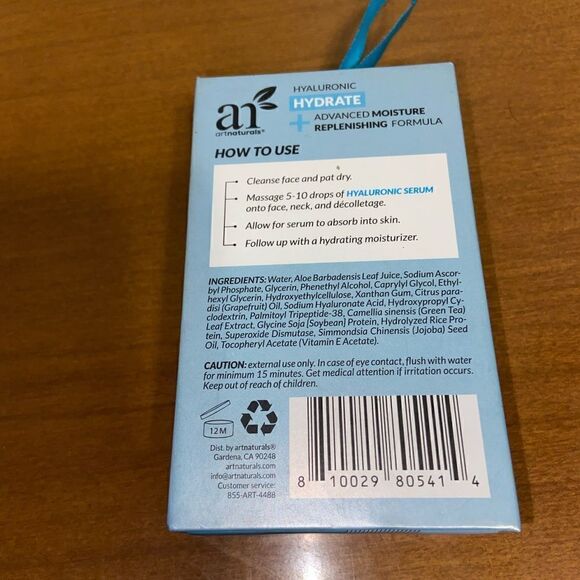 an
artnaturals®
HYALURONIC
HYDRATE
+ ADVANCED MOISTURE
REPLENISHING FORMULA
HOW TO USE
Cleanse face and pat dry.
Massage 5-10 drops of HYALURONIC SERUM
onto face, neck, and décolletage.
Allow for serum to absorb into skin.
Follow up with a hydrating moisturizer.
INGREDIENTS: Water, Aloe Barbadensis Leaf Juice, Sodium Ascor-
byl Phosphate, Glycerin, Phenethyl Alcohol, Caprylyl Glycol, Ethyl-
hexyl Glycerin, Hydroxyethylcellulose, Xanthan Gum, Citrus para-
disi (Grapefruit) Oil, Sodium Hyaluronate Acid, Hydroxypropyl Cy-
clodextrin, Palmitoyl Tripeptide-38, Camellia sinensis (Green Tea)
Leaf Extract, Glycine Soja [Soybean] Protein, Hydrolyzed Rice Pro-
tein, Superoxide Dismutase, Simmondsia Chinensis (Jojoba) Seed
Oil, Tocopheryl Acetate (Vitamin E Acetate).
CAUTION: external use only. In case of eye contact, flush with water
for minimum 15 minutes. Get medical attention if irritation occurs.
Keep out of reach of children.
12M
Dist. by artnaturals®
Gardena, CA 90248
artnaturals.com
info@artnaturals.com
Customer service:
855-ART-4488
8 10029 80541 4